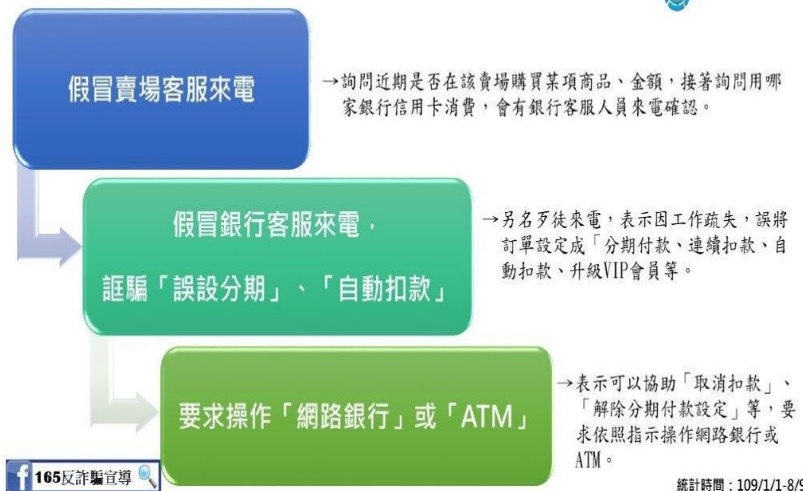 假冒賣場客服來電
→詢問近期是否在該賣場購買某項商品、金額，接著詢問用哪
家銀行信用卡消費，會有銀行客服人員來電確認。
假冒銀行客服來電，
誆騙「誤設分期」、「自動扣款」
→另名歹徒來電，表示因工作疏失，誤將
訂單設定成「分期付款、連續扣款、自
動扣款、升級VIP會員等。
要求操作「網路銀行」或「ATM」
→表示可以協助「取消扣款」、
「解除分期付款設定」等，要
求依照指示操作網路銀行或
ATM。
165反詐騙宣導
統計時間：109/1/1-8/9